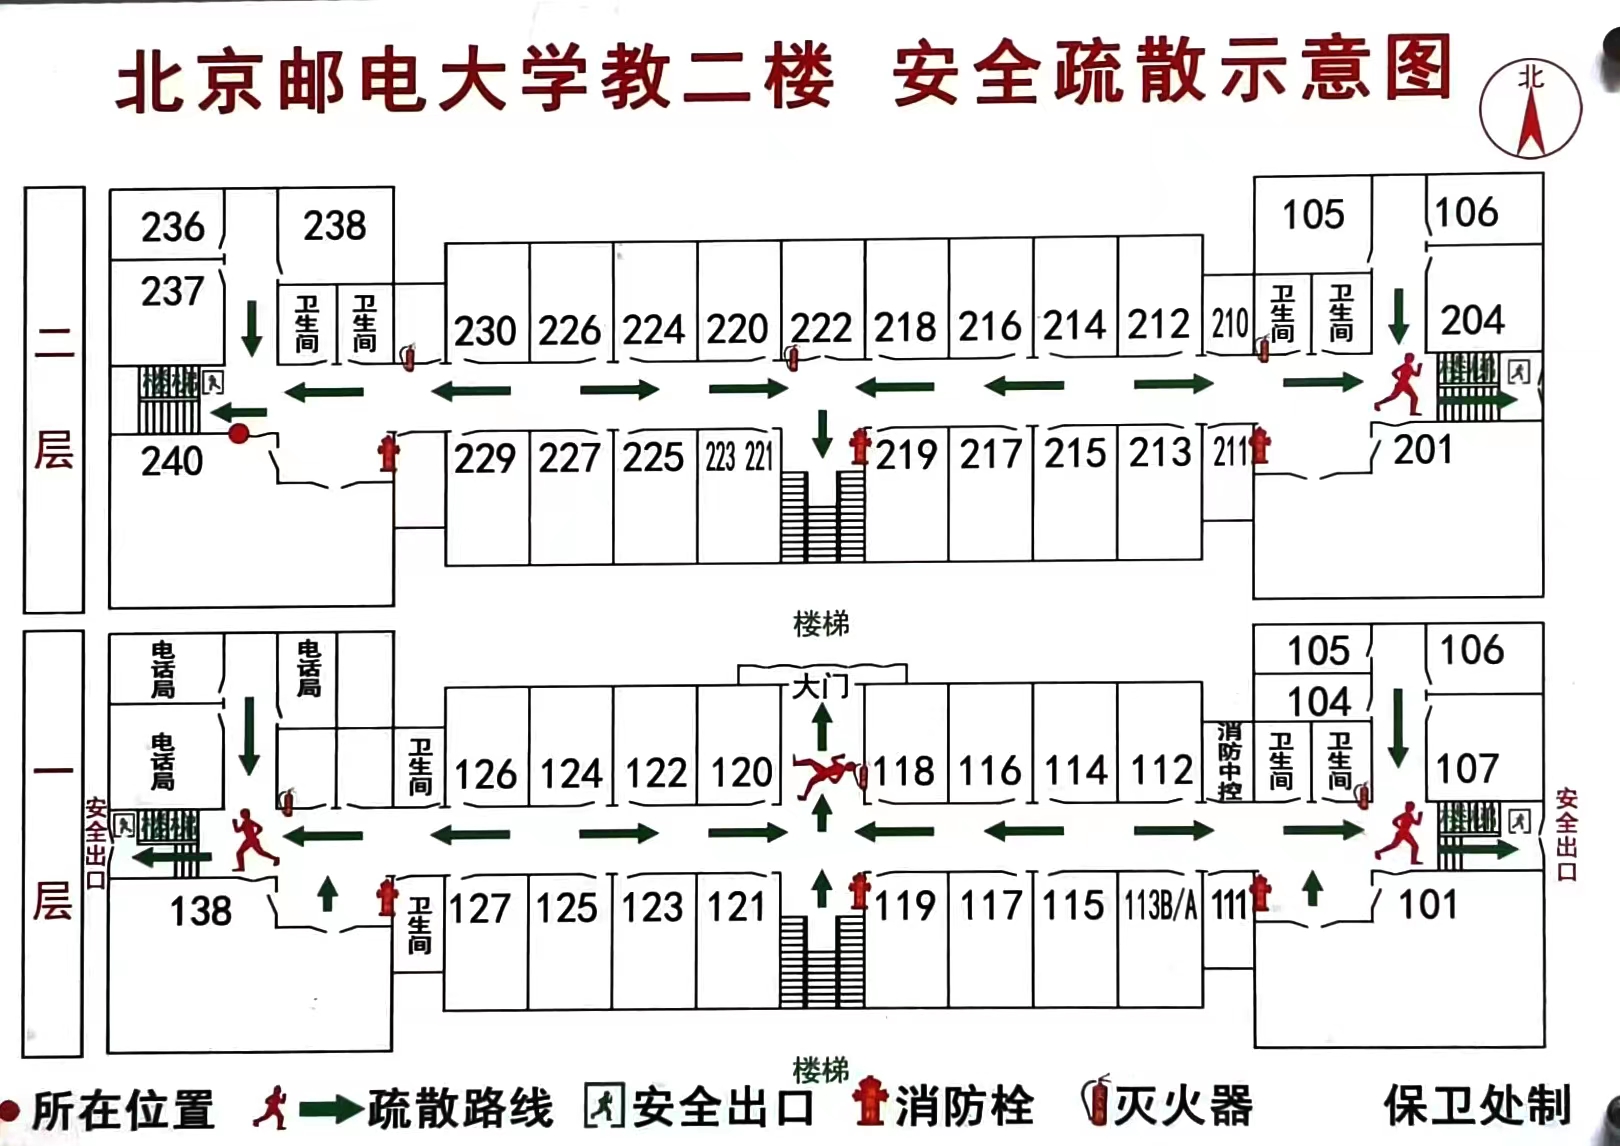 北京邮电大学教二楼 安全疏散示意图
北
二层
236 238 105 106
237 卫生间 卫生间 230 226 224 220 222 218 216 214 212 210 卫生间 卫生间 204
楼梯 楼梯
240 229 227 225 223 221 219 217 215 213 211 201
楼梯
一层
电话局 电话局 105 106
大门 104
电话局 卫生间 126 124 122 120 118 116 114 112 消防中控 卫生间 卫生间 107
安全出口 楼梯 楼梯 安全出口
138 卫生间 127 125 123 121 119 117 115 113B/A 111 101
楼梯
所在位置 疏散路线 安全出口 消防栓 灭火器 保卫处制